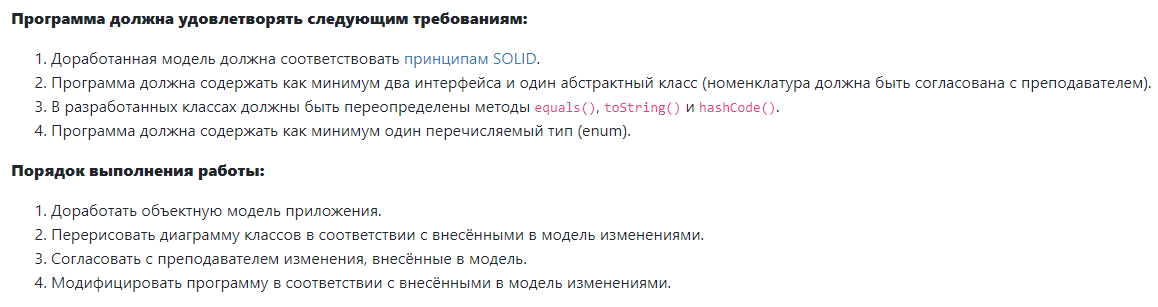 Программа должна удовлетворять следующим требованиям:
1. Доработанная модель должна соответствовать принципам SOLID.
2. Программа должна содержать как минимум два интерфейса и один абстрактный класс (номенклатура должна быть согласована с преподавателем).
3. В разработанных классах должны быть переопределены методы equals(), toString() и hashCode().
4. Программа должна содержать как минимум один перечисляемый тип (enum).
Порядок выполнения работы:
1. Доработать объектную модель приложения.
2. Перерисовать диаграмму классов в соответствии с внесёнными в модель изменениями.
3. Согласовать с преподавателем изменения, внесённые в модель.
4. Модифицировать программу в соответствии с внесёнными в модель изменениями.